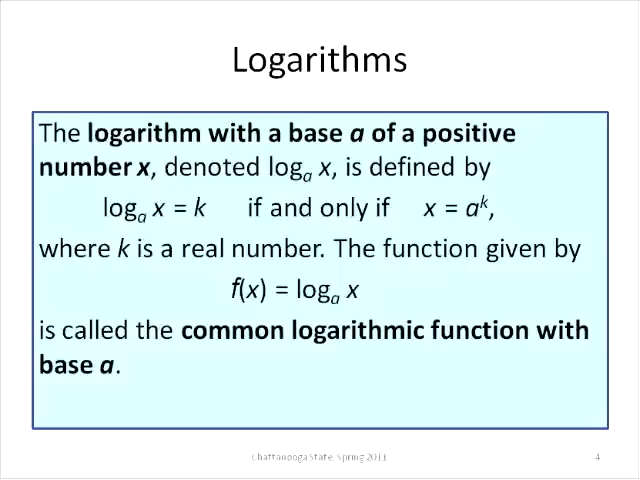 Logarithms
The logarithm with a base a of a positive
number x, denoted logₐ x, is defined by
logₐ x = k if and only if x = aᵏ,
where k is a real number. The function given by
f(x) = logₐ x
is called the common logarithmic function with
base a.
Chattanooga State Spring 2011
4